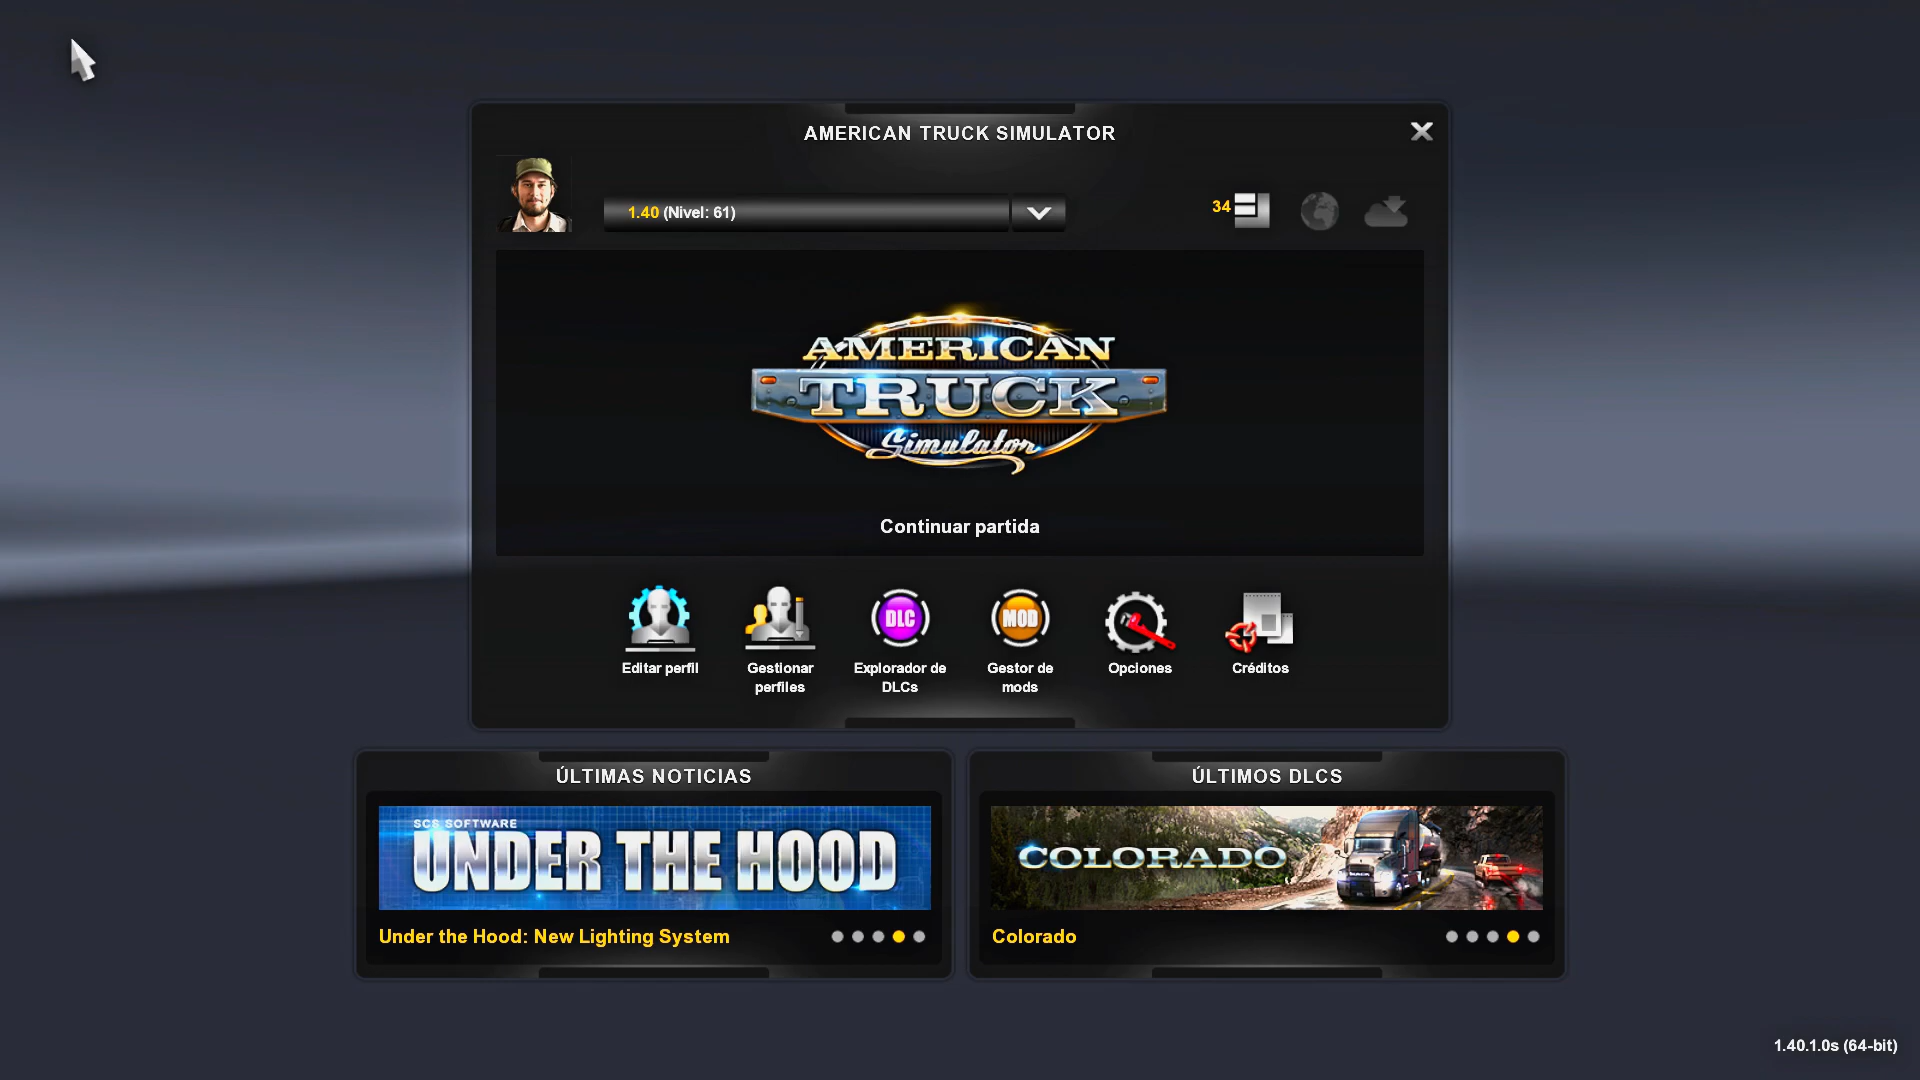 AMERICAN TRUCK SIMULATOR
1.40 (Nivel: 61)
34
AMERICAN
TRUCK
Simulator
Continuar partida
Editar perfil
Gestionar
perfiles
DLC
Explorador de
DLCs
MOD
Gestor de
mods
Opciones
Créditos
ÚLTIMAS NOTICIAS
SCS SOFTWARE
UNDER THE HOOD
Under the Hood: New Lighting System
ÚLTIMOS DLCS
COLORADO
Colorado
1.40.1.0s (64-bit)